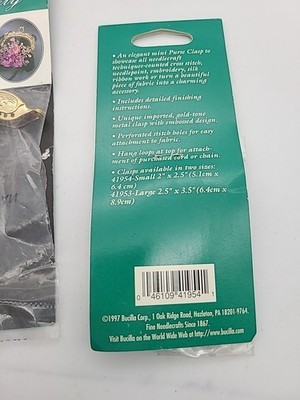 • An elegant mini Purse Clasp to
showcase all needlecraft
techniques-counted cross stitch,
needlepoint, embroidery, silk
ribbon work or turn a beautiful
piece of fabric into a charming
accessory.
• Includes detailed finishing
instructions.
• Unique imported, gold-tone
metal clasp with embossed design.
• Perforated stitch holes for easy
attachment to fabric.
• Hang loops at top for attach-
ment of purchased cord or chain.
• Clasps available in two sizes:
41954-Small 2" x 2.5" (5.1cm x
6.4 cm)
41953-Large 2.5" x 3.5" (6.4cm x
8.9cm)
0 46109 41954 1
©1997 Bucilla Corp., 1 Oak Ridge Road, Hazleton, PA 18201-9764.
Fine Needlecrafts Since 1867.
Visit Bucilla on the World Wide Web at http://www.bucilla.com